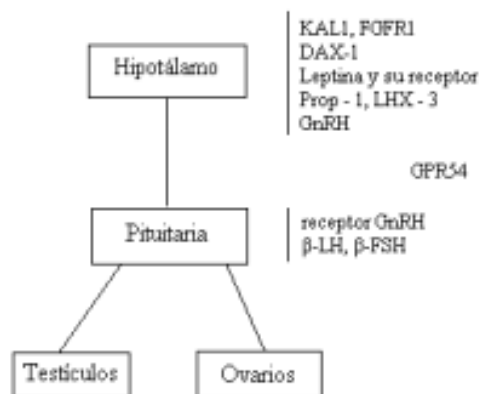 KAL1, FGFR1
DAX-1
Hipotálamo
Leptina y su receptor
Prop - 1, LHX - 3
GnRH
GPR54
receptor GnRH
Pituitaria
β-LH, β-FSH
Testículos
Ovarios